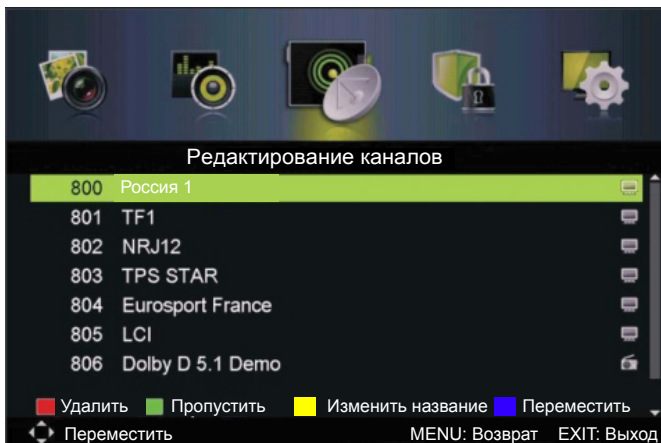 Редактирование каналов
800 Россия 1
801 TF1
802 NRJ12
803 TPS STAR
804 Eurosport France
805 LCI
806 Dolby D 5.1 Demo
Удалить Пропустить Изменить название Переместить
Переместить MENU: Возврат EXIT: Выход